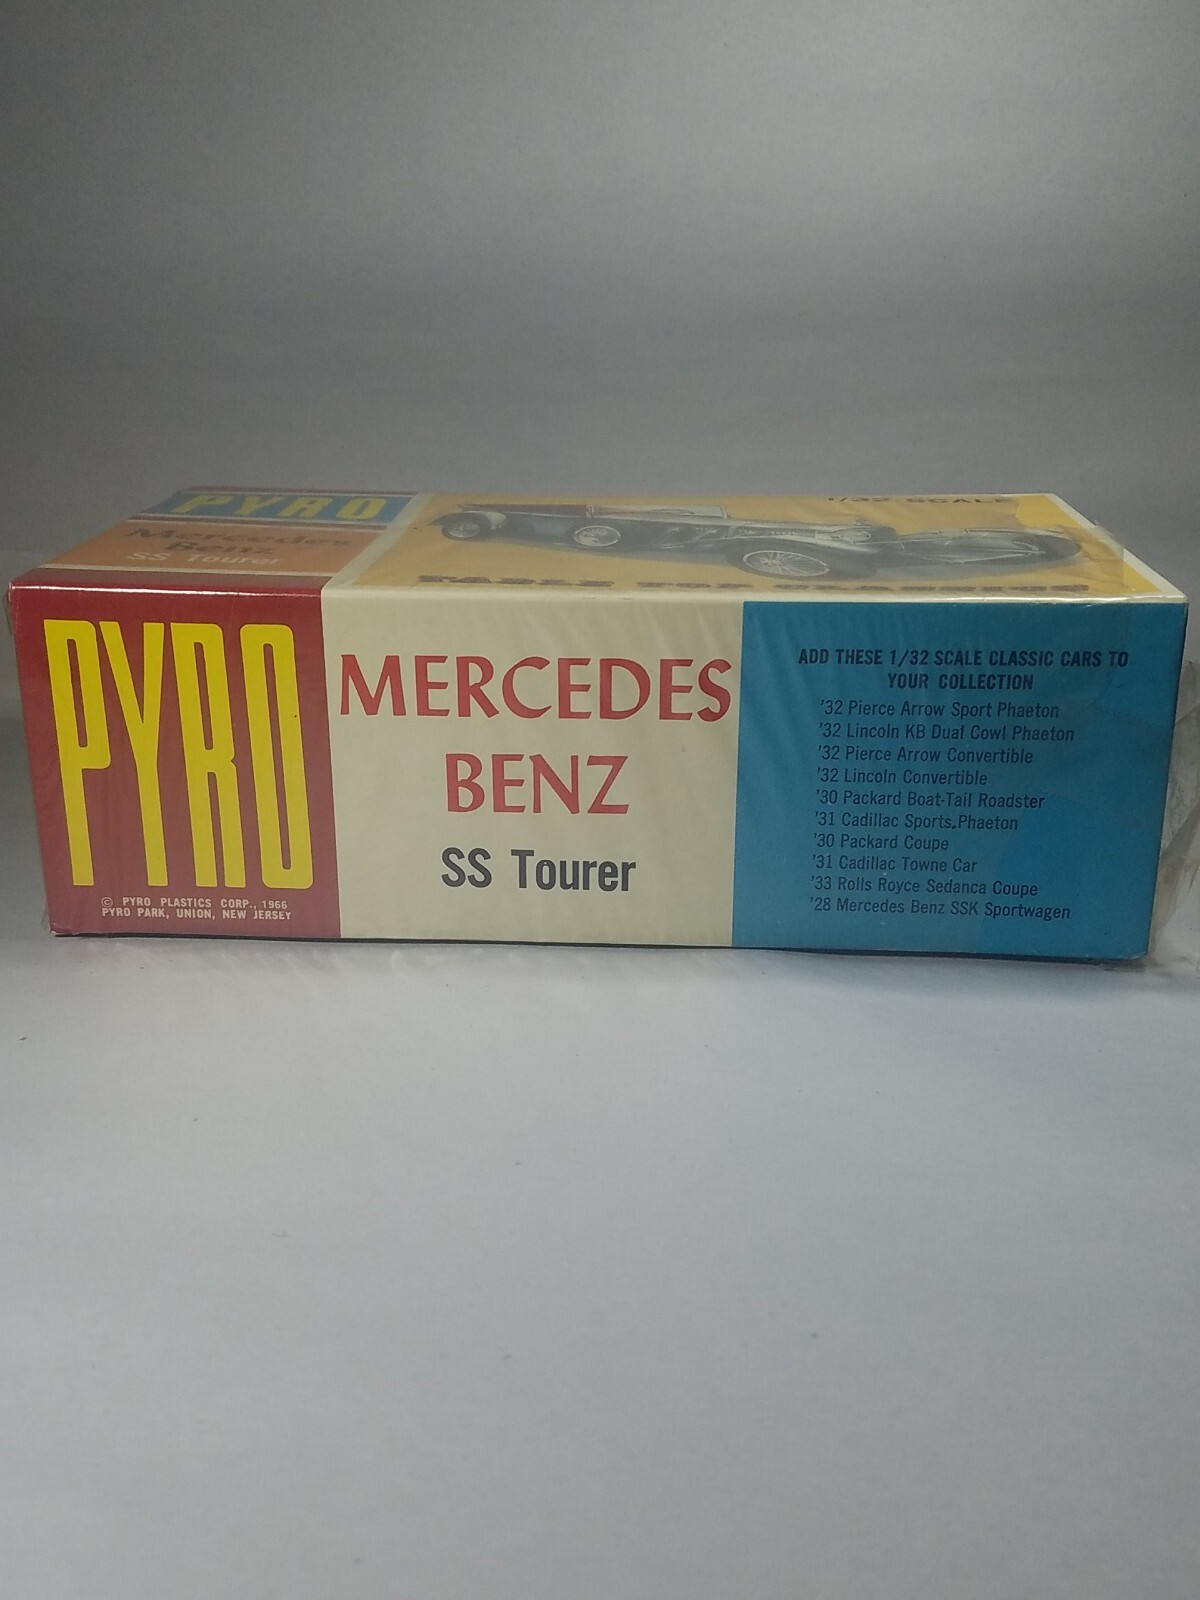 PYRO
Mercedes
Benz
SS Tourer
1/32 SCALE
TABLE TOP CLASSICS
PYRO
© PYRO PLASTICS CORP., 1966
PYRO PARK, UNION, NEW JERSEY
MERCEDES
BENZ
SS Tourer
ADD THESE 1/32 SCALE CLASSIC CARS TO
YOUR COLLECTION
'32 Pierce Arrow Sport Phaeton
'32 Lincoln KB Dual Cowl Phaeton
'32 Pierce Arrow Convertible
'32 Lincoln Convertible
'30 Packard Boat-Tail Roadster
'31 Cadillac Sports Phaeton
'30 Packard Coupe
'31 Cadillac Towne Car
'33 Rolls Royce Sedanca Coupe
'28 Mercedes Benz SSK Sportwagen